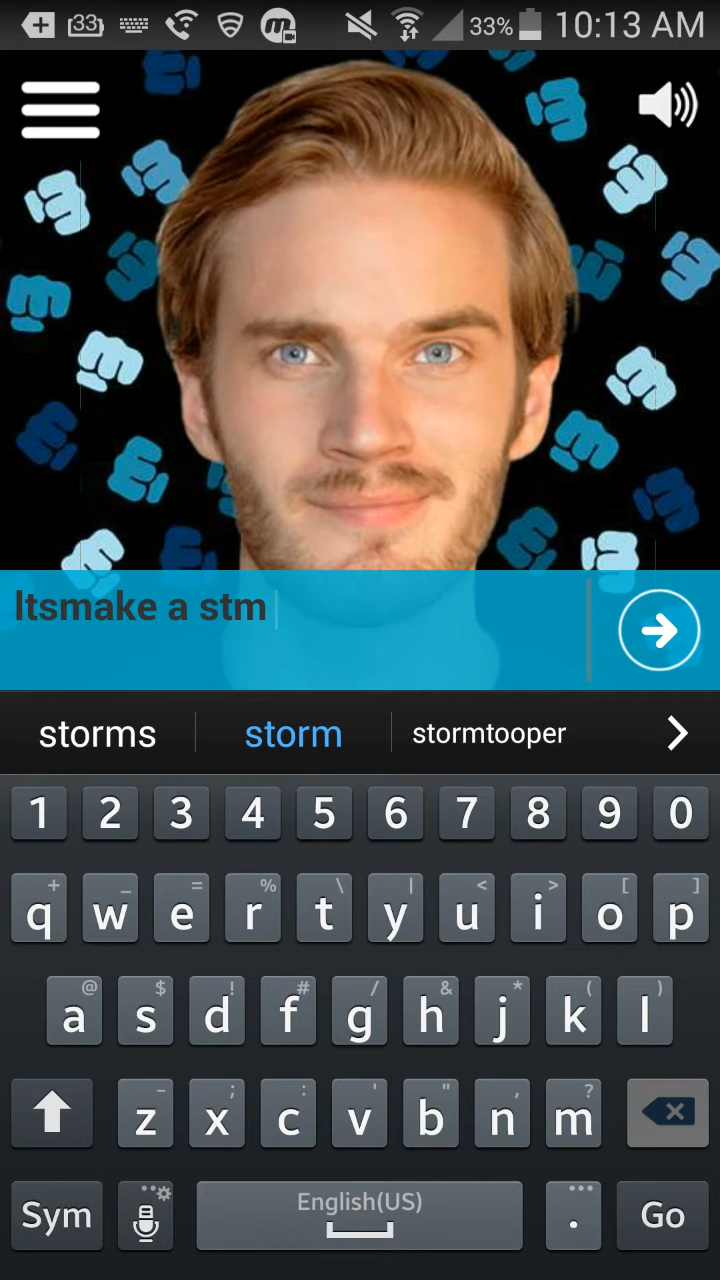 33 33% 10:13 AM
Itsmake a stm
storms storm stormtooper
1 2 3 4 5 6 7 8 9 0
+ _ = % \ | < > [ ]
q w e r t y u i o p
@ $ ! # / & * ( )
a s d f g h j k l
- ; : ' " , ?
z x c v b n m
English(US)
Sym . Go